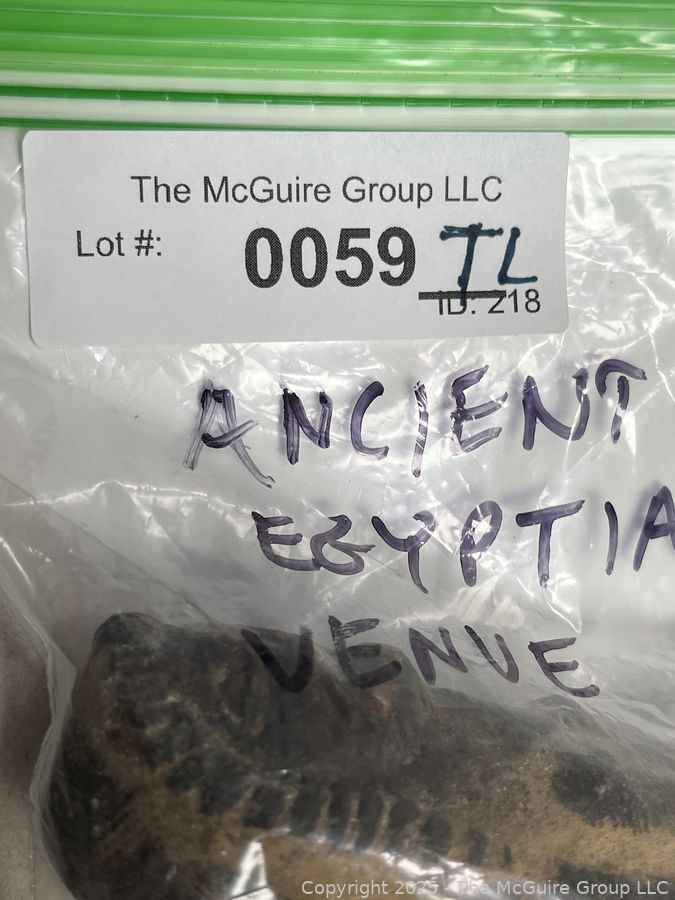 The McGuire Group LLC
Lot #: 0059 TL
ID: 218
ANCIENT
EGYPTIA
VENUE
Copyright 2025 - The McGuire Group LLC